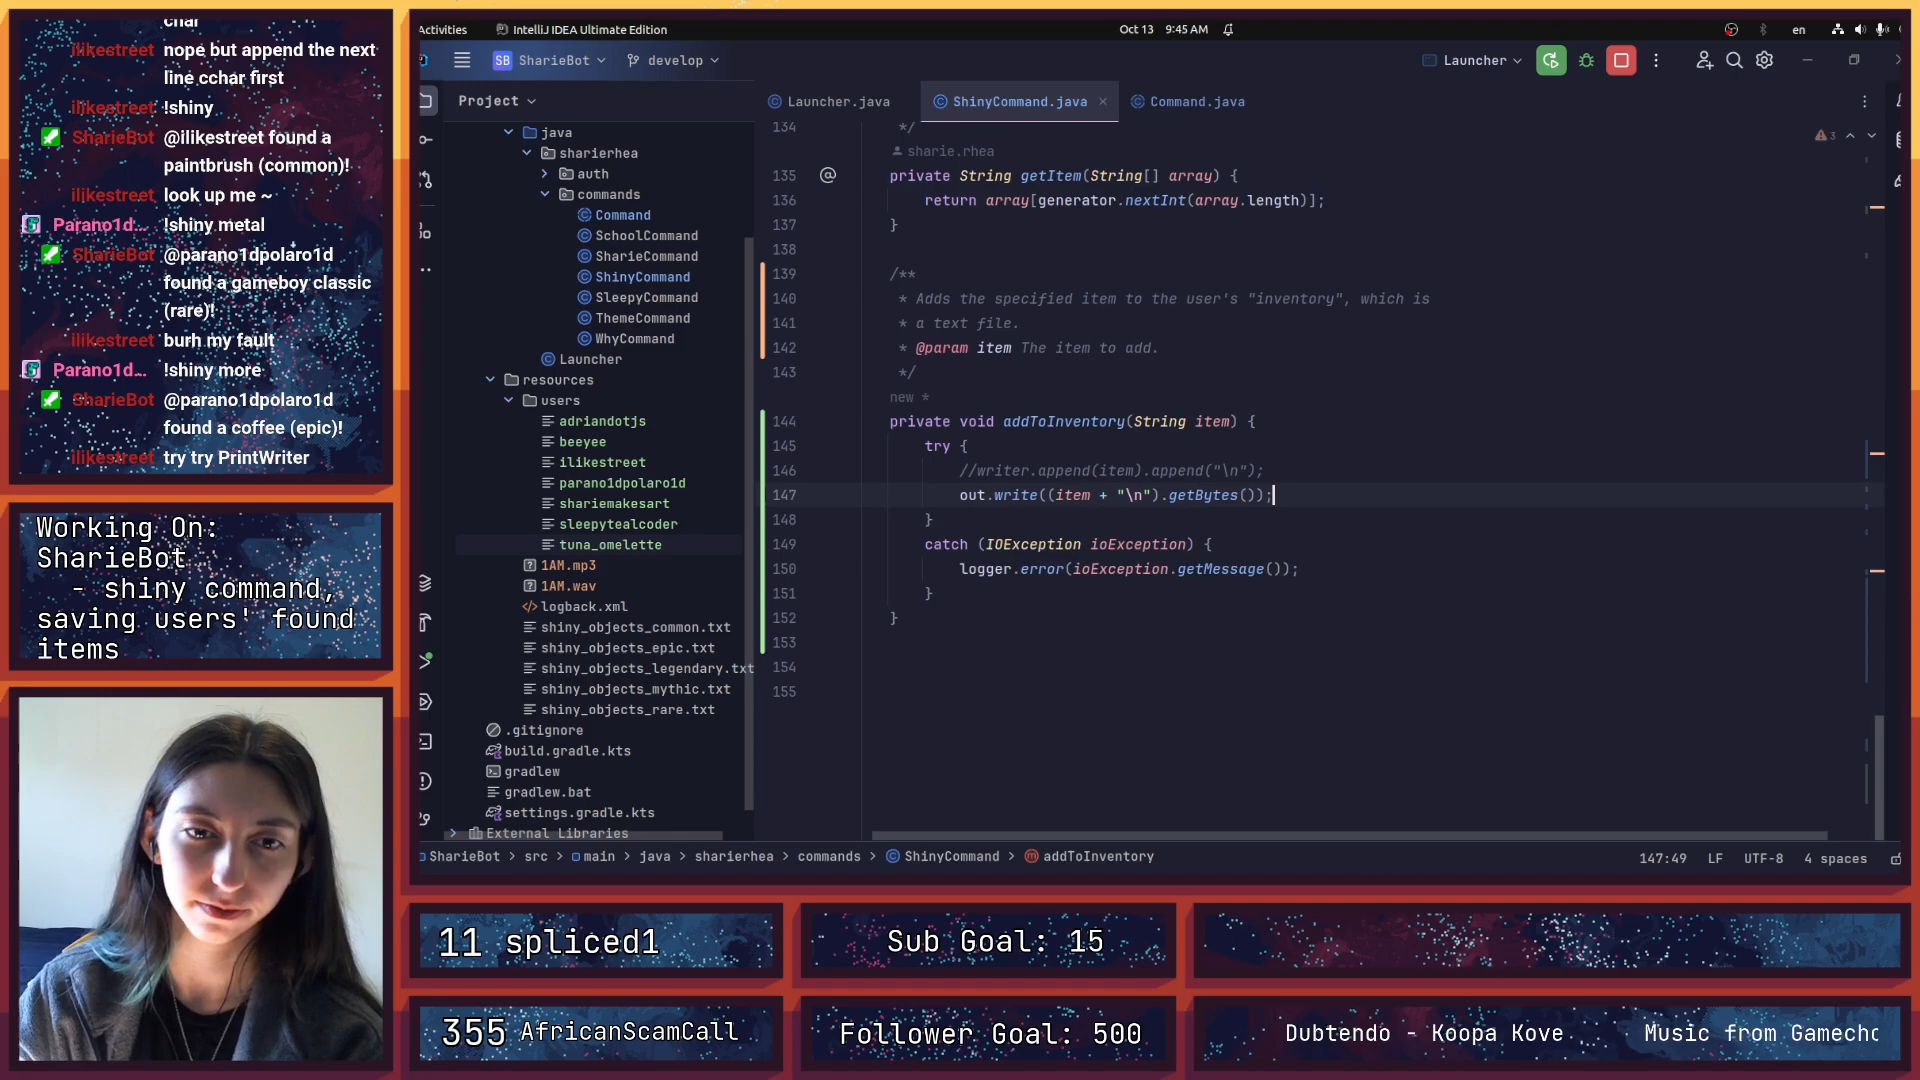 char
ilikestreet nope but append the next
line cchar first
ilikestreet !shiny
SharieBot @ilikestreet found a
paintbrush (common)!
ilikestreet look up me ~
Parano1d... !shiny metal
SharieBot @parano1dpolaro1d
found a gameboy classic
(rare)!
ilikestreet burh my fault
Parano1d... !shiny more
SharieBot @parano1dpolaro1d
found a coffee (epic)!
ilikestreet try try PrintWriter
Working On:
SharieBot
- shiny command,
saving users' found
items
Activities
IntelliJ IDEA Ultimate Edition
Oct 13 9:45 AM
en
SB SharieBot
develop
Launcher
Project
Launcher.java
ShinyCommand.java
Command.java
java
sharierhea
auth
commands
Command
SchoolCommand
SharieCommand
ShinyCommand
SleepyCommand
ThemeCommand
WhyCommand
Launcher
resources
users
adriandotjs
beeyee
ilikestreet
parano1dpolaro1d
shariemakesart
sleepytealcoder
tuna_omelette
1AM.mp3
1AM.wav
logback.xml
shiny_objects_common.txt
shiny_objects_epic.txt
shiny_objects_legendary.txt
shiny_objects_mythic.txt
shiny_objects_rare.txt
.gitignore
build.gradle.kts
gradlew
gradlew.bat
settings.gradle.kts
External Libraries
3
134 */
sharie.rhea
135 @ private String getItem(String[] array) {
136 return array[generator.nextInt(array.length)];
137 }
138
139 /**
140 * Adds the specified item to the user's "inventory", which is
141 * a text file.
142 * @param item The item to add.
143 */
new *
144 private void addToInventory(String item) {
145 try {
146 //writer.append(item).append("\n");
147 out.write((item + "\n").getBytes());
148 }
149 catch (IOException ioException) {
150 logger.error(ioException.getMessage());
151 }
152 }
153
154
155
SharieBot > src > main > java > sharierhea > commands > ShinyCommand > addToInventory
147:49 LF UTF-8 4 spaces
11 spliced1
Sub Goal: 15
355 AfricanScamCall
Follower Goal: 500
Dubtendo - Koopa Kove
Music from Gamecho